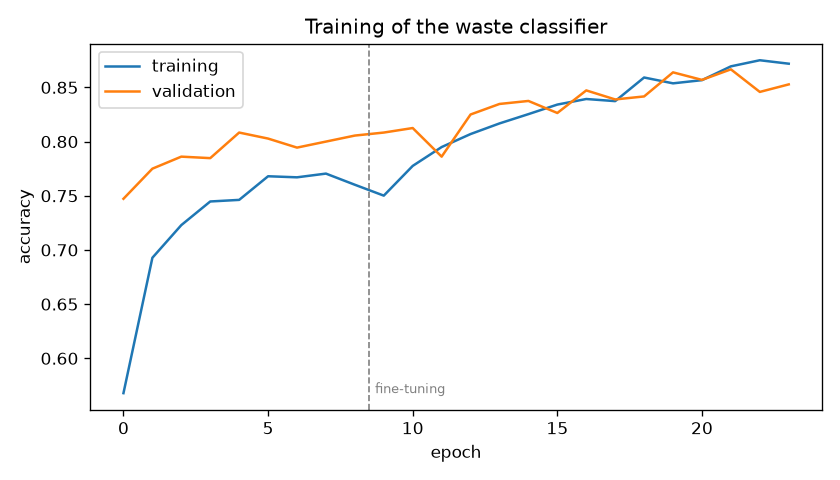 Training of the waste classifier
training
validation
accuracy
0.85
0.80
0.75
0.70
0.65
0.60
fine-tuning
0 5 10 15 20
epoch